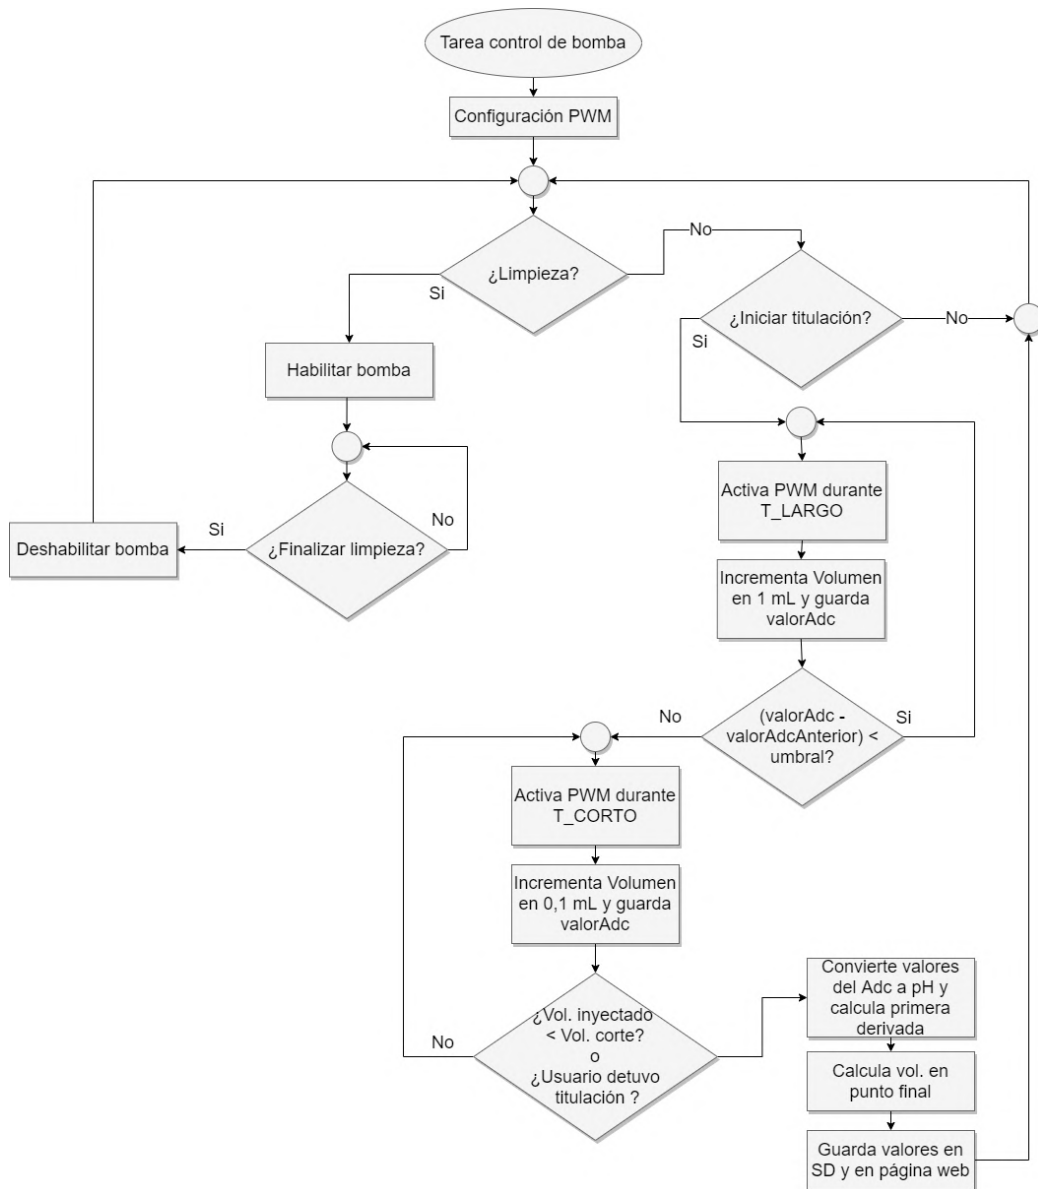 Tarea control de bomba
Configuración PWM
¿Limpieza?
No
Si
¿Iniciar titulación?
No
Si
Habilitar bomba
Activa PWM durante
T_LARGO
¿Finalizar limpieza?
No
Si
Deshabilitar bomba
Incrementa Volumen
en 1 mL y guarda
valorAdc
(valorAdc -
valorAdcAnterior) <
umbral?
No
Si
Activa PWM durante
T_CORTO
Incrementa Volumen
en 0,1 mL y guarda
valorAdc
¿Vol. inyectado
< Vol. corte?
o
¿Usuario detuvo
titulación ?
No
Convierte valores
del Adc a pH y
calcula primera
derivada
Calcula vol. en
punto final
Guarda valores en
SD y en página web